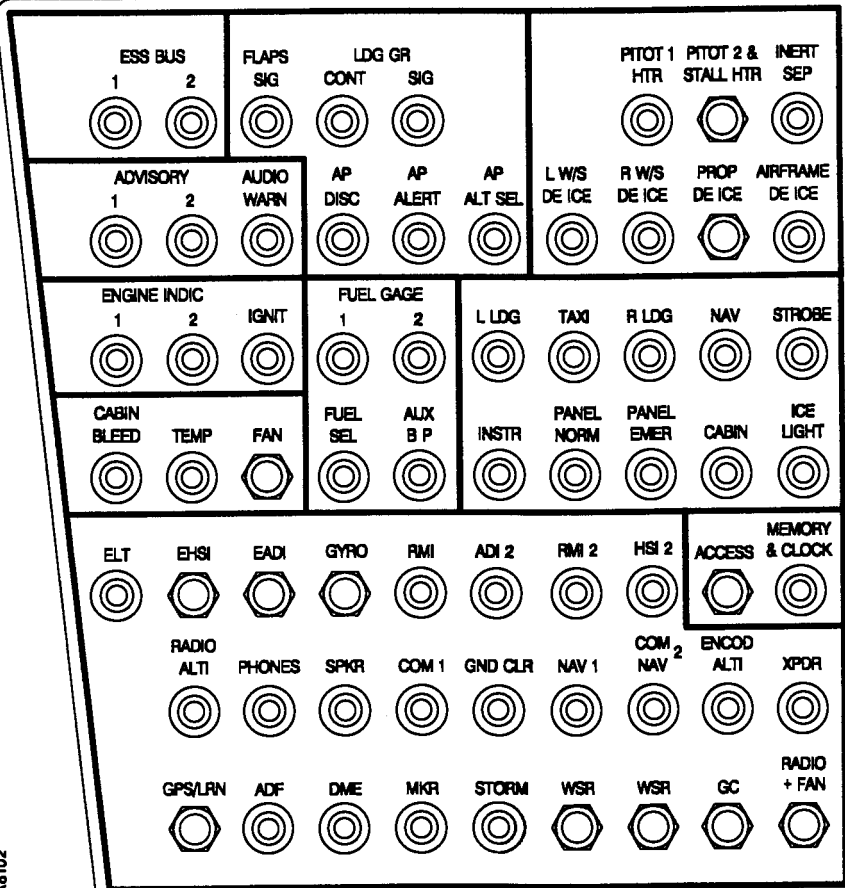 ESS BUS
1 2
FLAPS
SIG
LDG GR
CONT SIG
PITOT 1
HTR
PITOT 2 &
STALL HTR
INERT
SEP
ADVISORY
1 2
AUDIO
WARN
AP
DISC
AP
ALERT
AP
ALT SEL
L W/S
DE ICE
R W/S
DE ICE
PROP
DE ICE
AIRFRAME
DE ICE
ENGINE INDIC
1 2
IGNIT
FUEL GAGE
1 2
L LDG
TAXI
R LDG
NAV
STROBE
CABIN
BLEED
TEMP
FAN
FUEL
SEL
AUX
B P
INSTR
PANEL
NORM
PANEL
EMER
CABIN
ICE
LIGHT
ELT
EHSI
EADI
GYRO
RMI
ADI 2
RMI 2
HSI 2
ACCESS
MEMORY
& CLOCK
RADIO
ALTI
PHONES
SPKR
COM 1
GND CLR
NAV 1
COM 2
NAV
ENCOD
ALTI
XPDR
GPS/LRN
ADF
DME
MKR
STORM
WSR
WSR
GC
RADIO
+ FAN